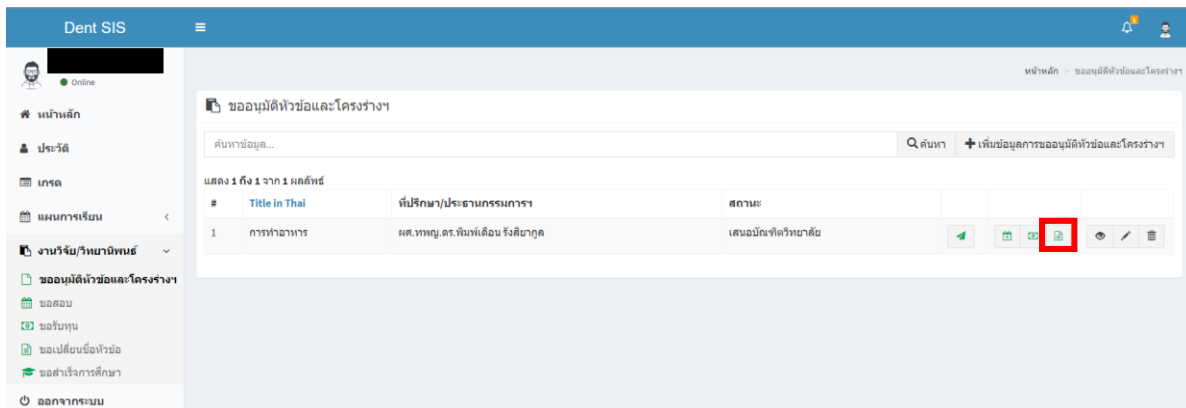 Dent SIS
1
Online
หน้าหลัก > ขออนุมัติหัวข้อและโครงร่างฯ
หน้าหลัก
ประวัติ
เกรด
แผนการเรียน
งานวิจัย/วิทยานิพนธ์
ขออนุมัติหัวข้อและโครงร่างฯ
ขอสอบ
ขอรับทุน
ขอเปลี่ยนชื่อหัวข้อ
ขอสำเร็จการศึกษา
ออกจากระบบ
ขออนุมัติหัวข้อและโครงร่างฯ
ค้นหาข้อมูล... ค้นหา เพิ่มข้อมูลการขออนุมัติหัวข้อและโครงร่างฯ
แสดง 1 ถึง 1 จาก 1 ผลลัพธ์
# Title in Thai ที่ปรึกษา/ประธานกรรมการฯ สถานะ
1 การทำอาหาร ผศ.ทพญ.ดร.พิมพ์เดือน รังสิยากูล เสนอบัณฑิตวิทยาลัย